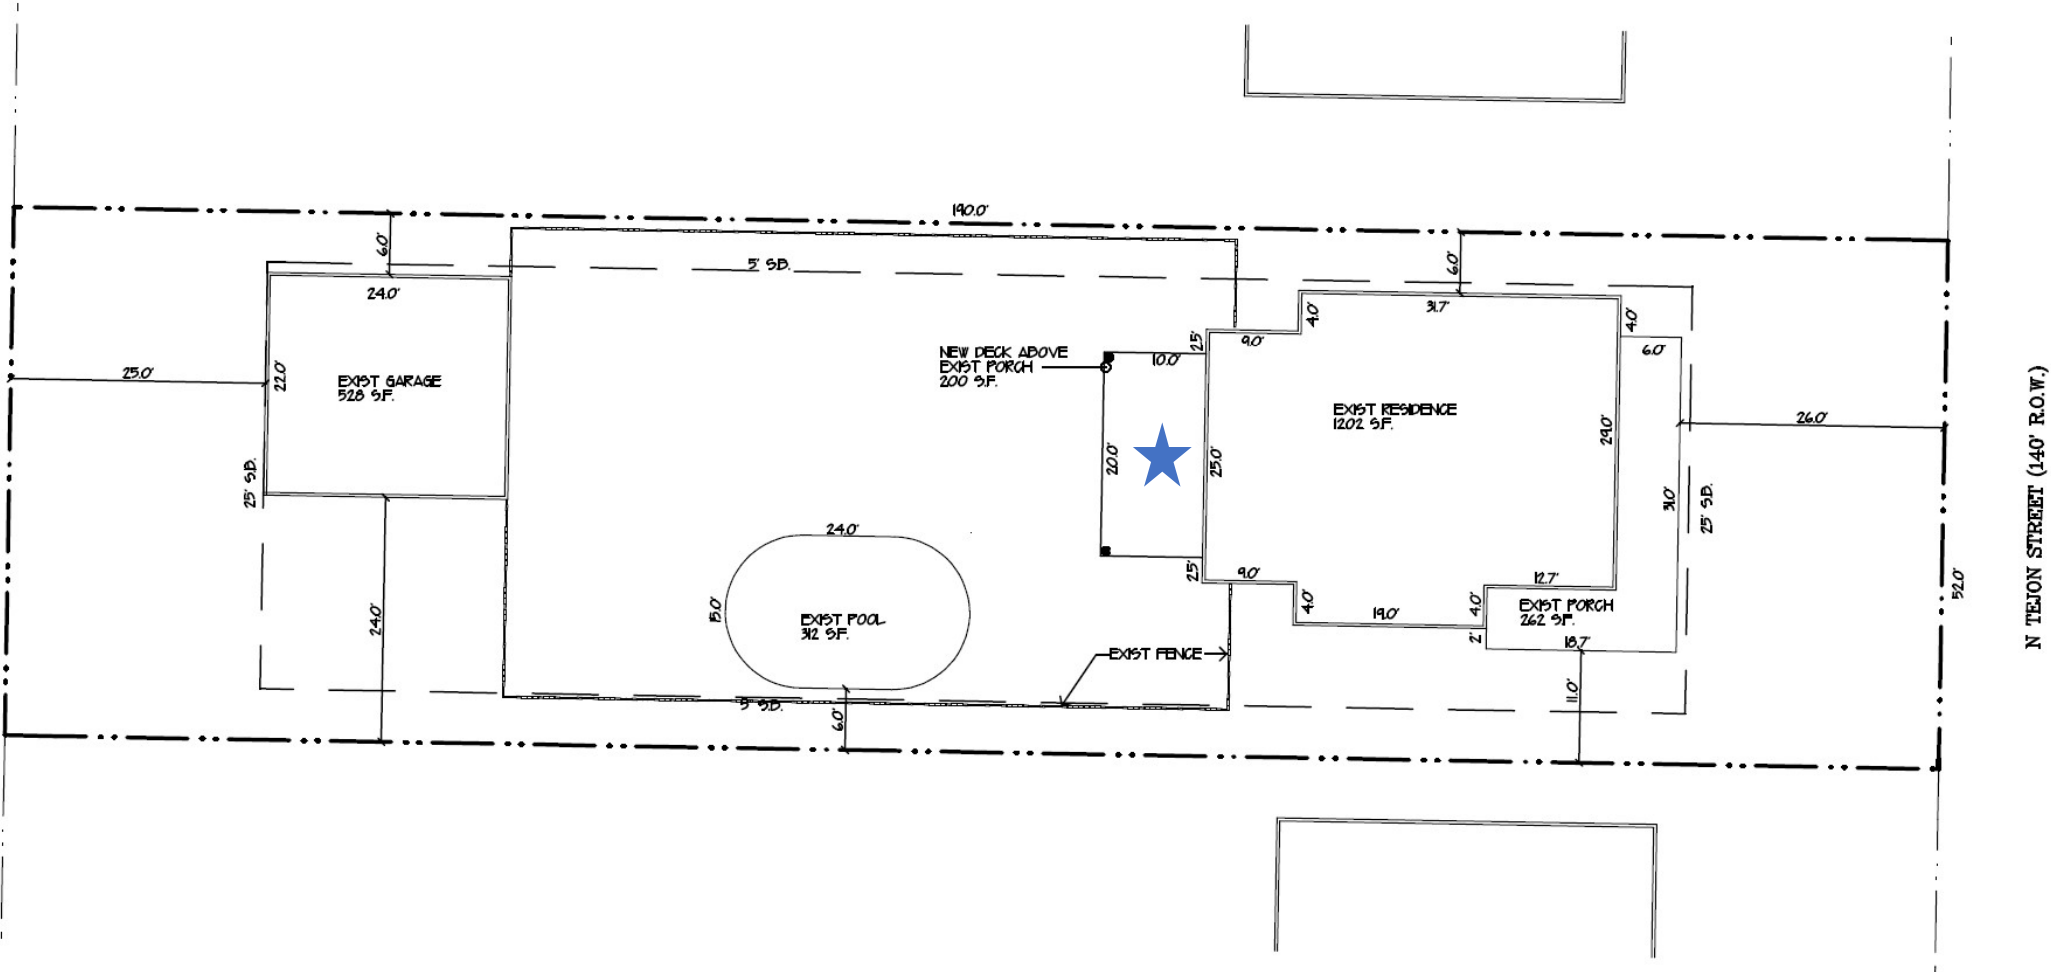 190.0'
6.0'
5' S.B.
6.0'
24.0'
31.7'
4.0'
4.0'
25'
9.0'
6.0'
NEW DECK ABOVE
EXIST PORCH
200 S.F.
10.0'
25.0'
22.0'
EXIST GARAGE
528 S.F.
EXIST RESIDENCE
1202 S.F.
26.0'
20.0'
25.0'
29.0'
31.0'
25' S.B.
25' S.B.
N TEJON STREET (140' R.O.W.)
52.0'
24.0'
15.0'
EXIST POOL
312 S.F.
25'
9.0'
4.0'
19.0'
4.0'
12.7'
EXIST PORCH
262 S.F.
2'
18.7'
24.0'
EXIST FENCE
5' S.B.
6.0'
11.0'